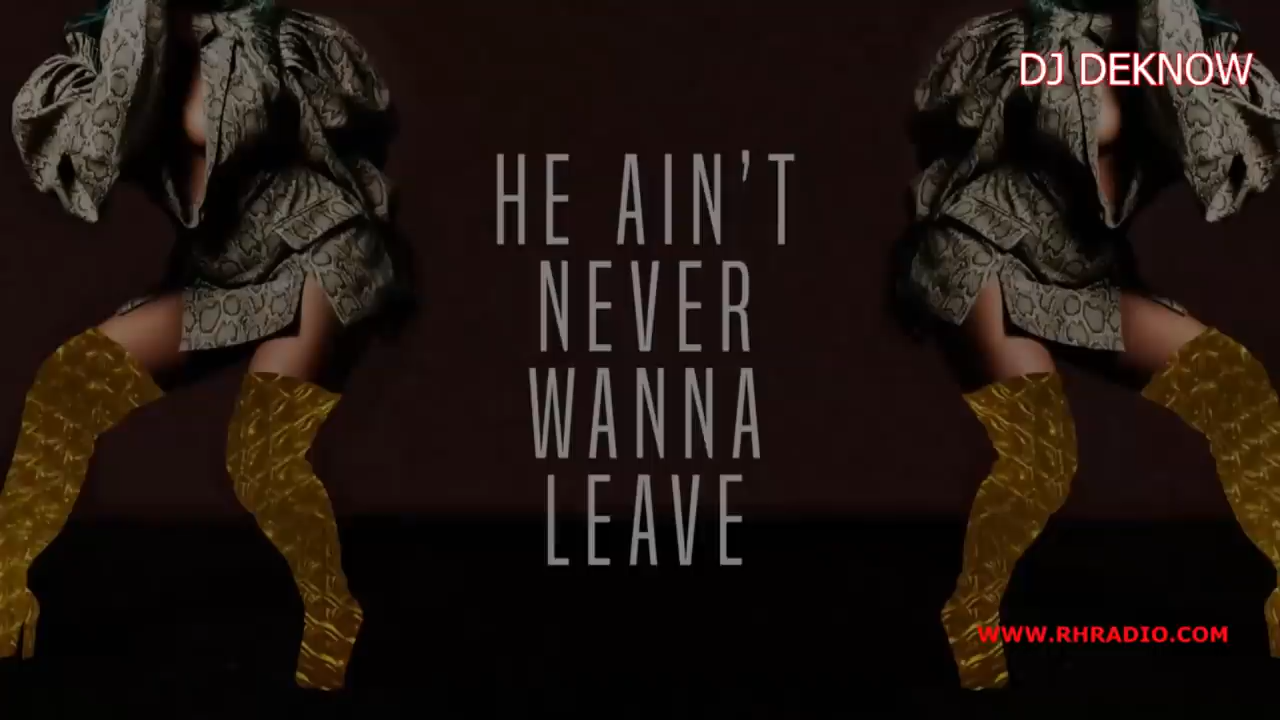 DJ DEKNOW
HE AIN'T
NEVER
WANNA
LEAVE
WWW.RHRADIO.COM